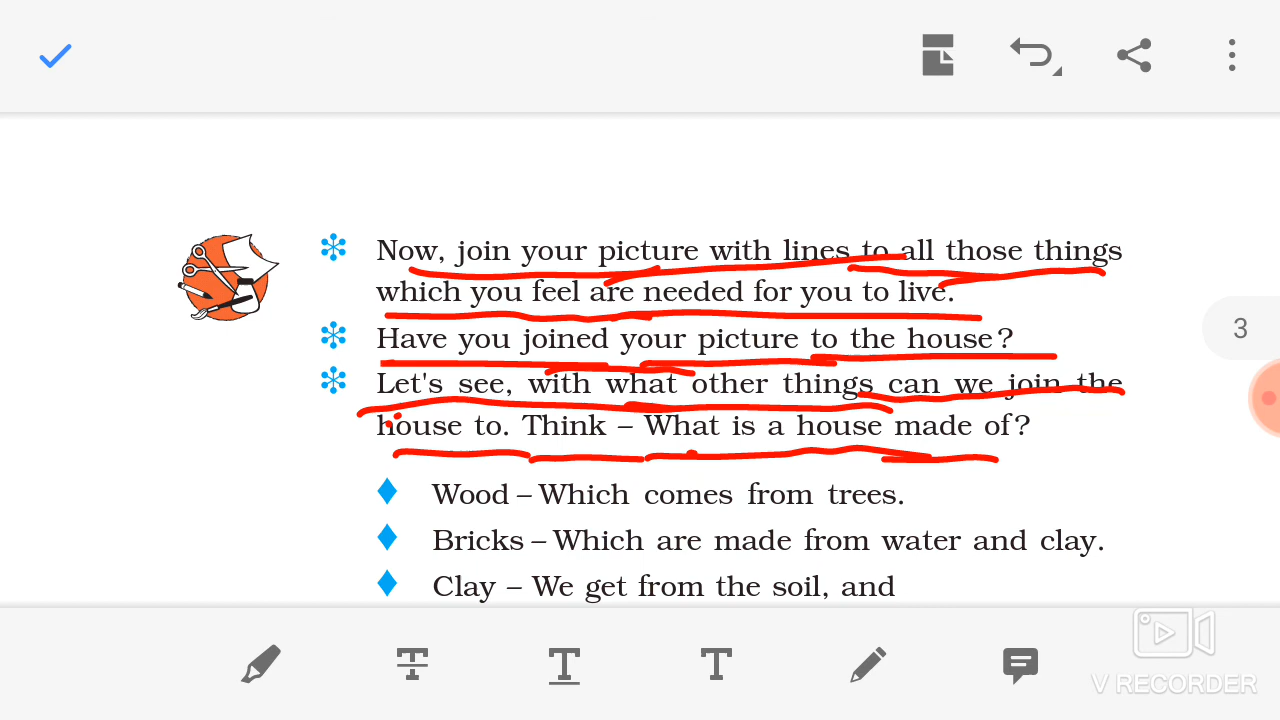 Now, join your picture with lines to all those things
which you feel are needed for you to live.
Have you joined your picture to the house?
Let's see, with what other things can we join the
house to. Think – What is a house made of?
Wood – Which comes from trees.
Bricks – Which are made from water and clay.
Clay – We get from the soil, and
3
T
T
T
V RECORDER